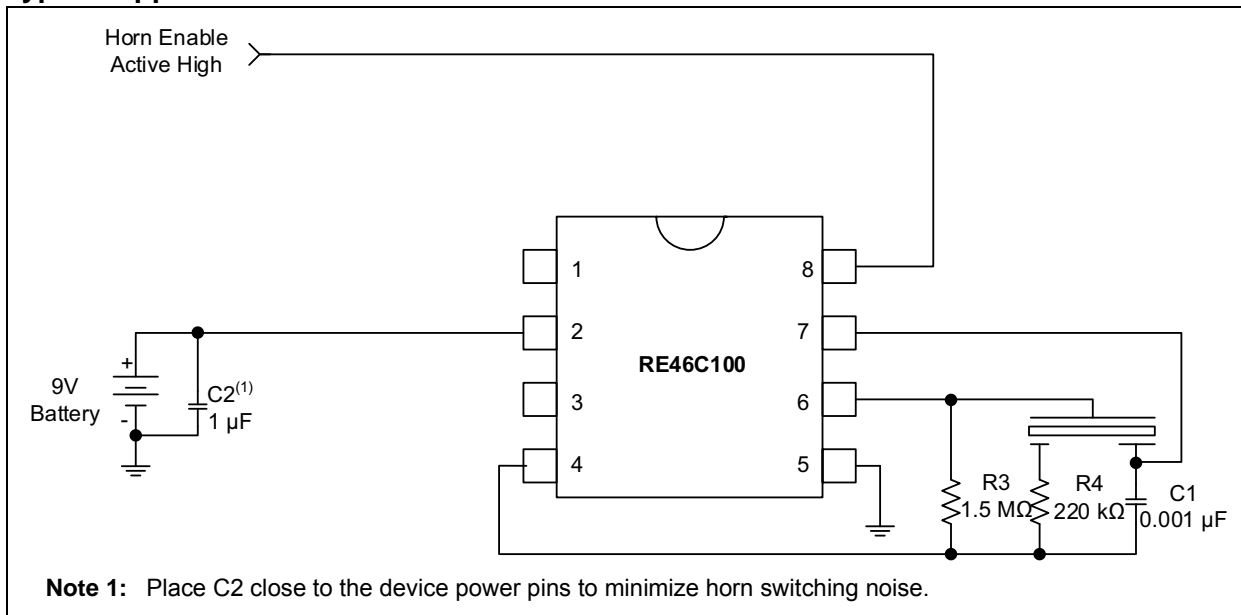 Horn Enable
Active High
1
8
2
7
RE46C100
3
6
4
5
9V
Battery
+
-
C2(1)
1 µF
R3
1.5 MΩ
R4
220 kΩ
C1
0.001 µF
Note 1: Place C2 close to the device power pins to minimize horn switching noise.